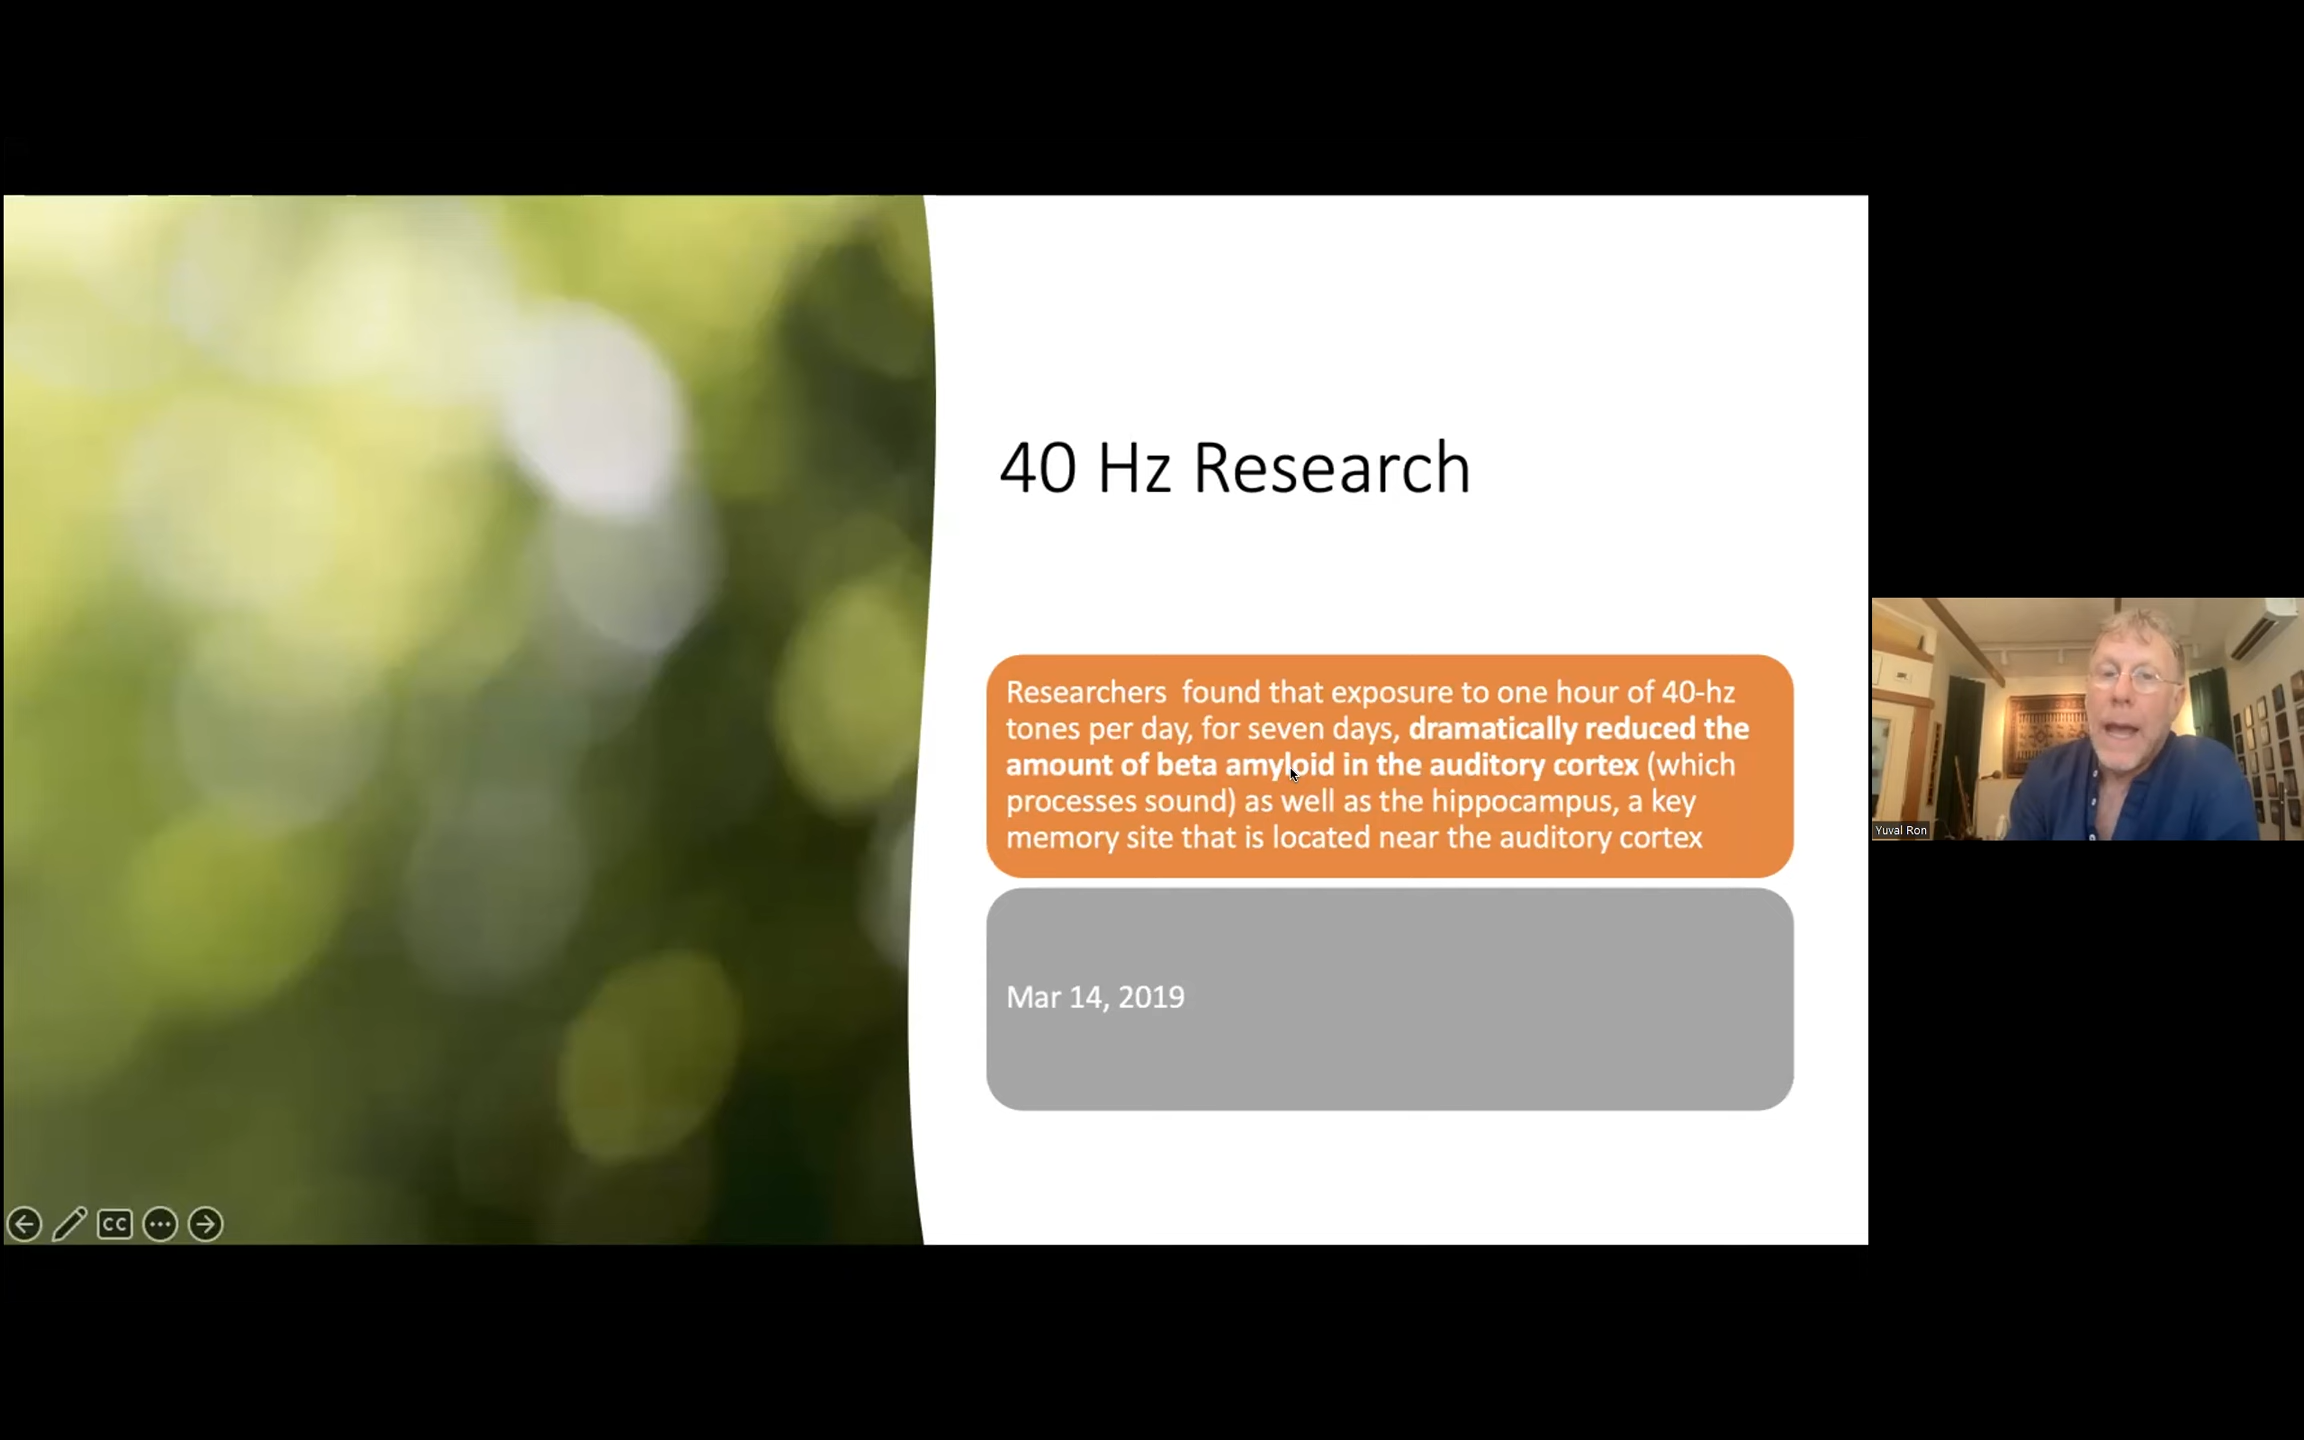 40 Hz Research
Researchers  found that exposure to one hour of 40-hz
tones per day, for seven days, dramatically reduced the
amount of beta amyloid in the auditory cortex (which
processes sound) as well as the hippocampus, a key
memory site that is located near the auditory cortex
Mar 14, 2019
Yuval Ron
CC